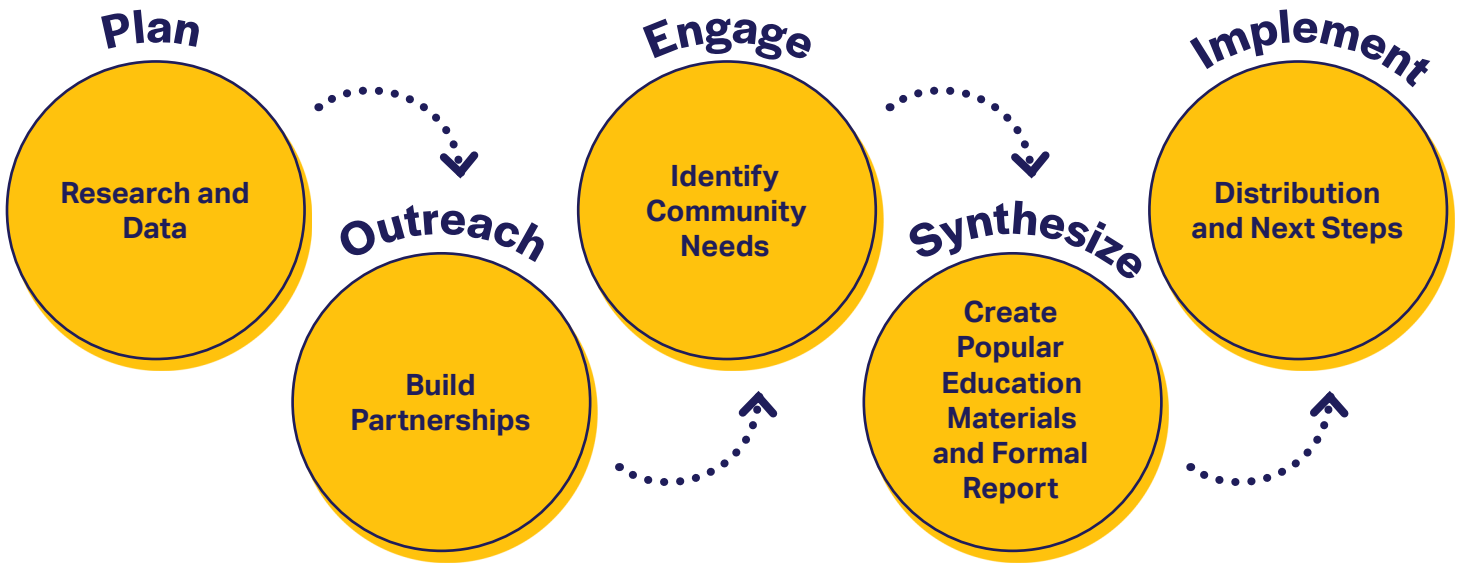 Plan
Research and
Data
Outreach
Build
Partnerships
Engage
Identify
Community
Needs
Synthesize
Create
Popular
Education
Materials
and Formal
Report
Implement
Distribution
and Next Steps